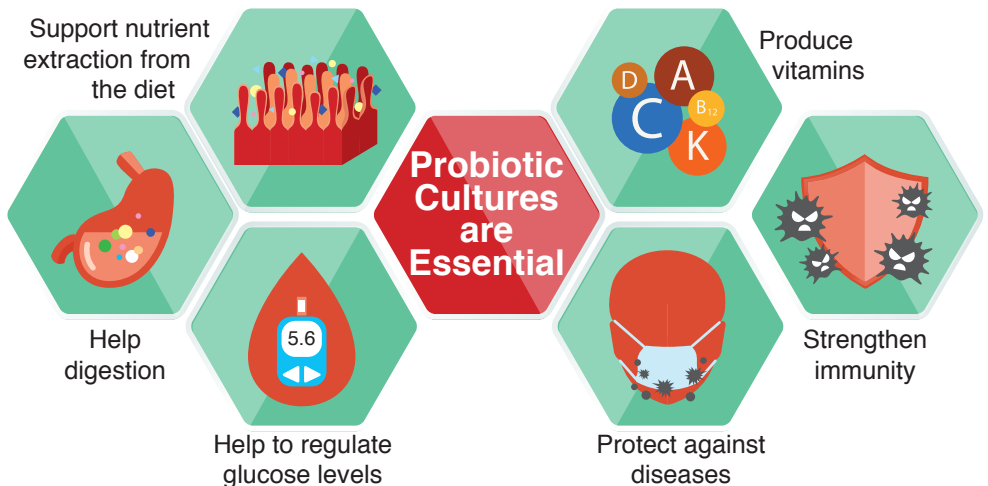 Support nutrient
extraction from
the diet
D
A
C
B12
K
Produce
vitamins
Probiotic
Cultures
are
Essential
Help
digestion
5.6
Help to regulate
glucose levels
Protect against
diseases
Strengthen
immunity